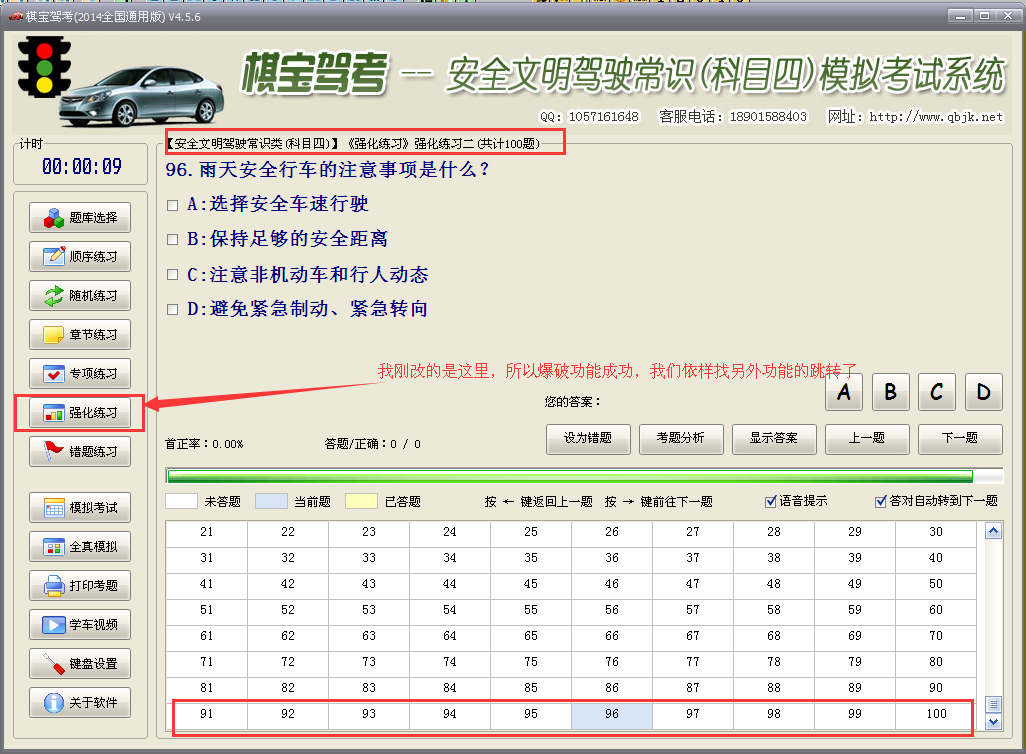 棋宝驾考(2014全国通用版) V4.5.6
棋宝驾考 -- 安全文明驾驶常识(科目四)模拟考试系统
QQ: 1057161648 客服电话: 18901588403 网址: http://www.qbjk.net
计时
00:00:09
【安全文明驾驶常识类(科目四)】《强化练习》强化练习二(共计100题)
96.雨天安全行车的注意事项是什么?
A:选择安全车速行驶
B:保持足够的安全距离
C:注意非机动车和行人动态
D:避免紧急制动、紧急转向
题库选择
顺序练习
随机练习
章节练习
专项练习
强化练习
错题练习
模拟考试
全真模拟
打印考题
学车视频
键盘设置
关于软件
我刚改的是这里，所以爆破功能成功，我们依样找另外功能的跳转了
您的答案:
A B C D
首正率:0.00% 答题/正确:0 / 0
设为错题 考题分析 显示答案 上一题 下一题
未答题 当前题 已答题 按 ← 键返回上一题 按 → 键前往下一题 语音提示 答对自动转到下一题
21 22 23 24 25 26 27 28 29 30
31 32 33 34 35 36 37 38 39 40
41 42 43 44 45 46 47 48 49 50
51 52 53 54 55 56 57 58 59 60
61 62 63 64 65 66 67 68 69 70
71 72 73 74 75 76 77 78 79 80
81 82 83 84 85 86 87 88 89 90
91 92 93 94 95 96 97 98 99 100